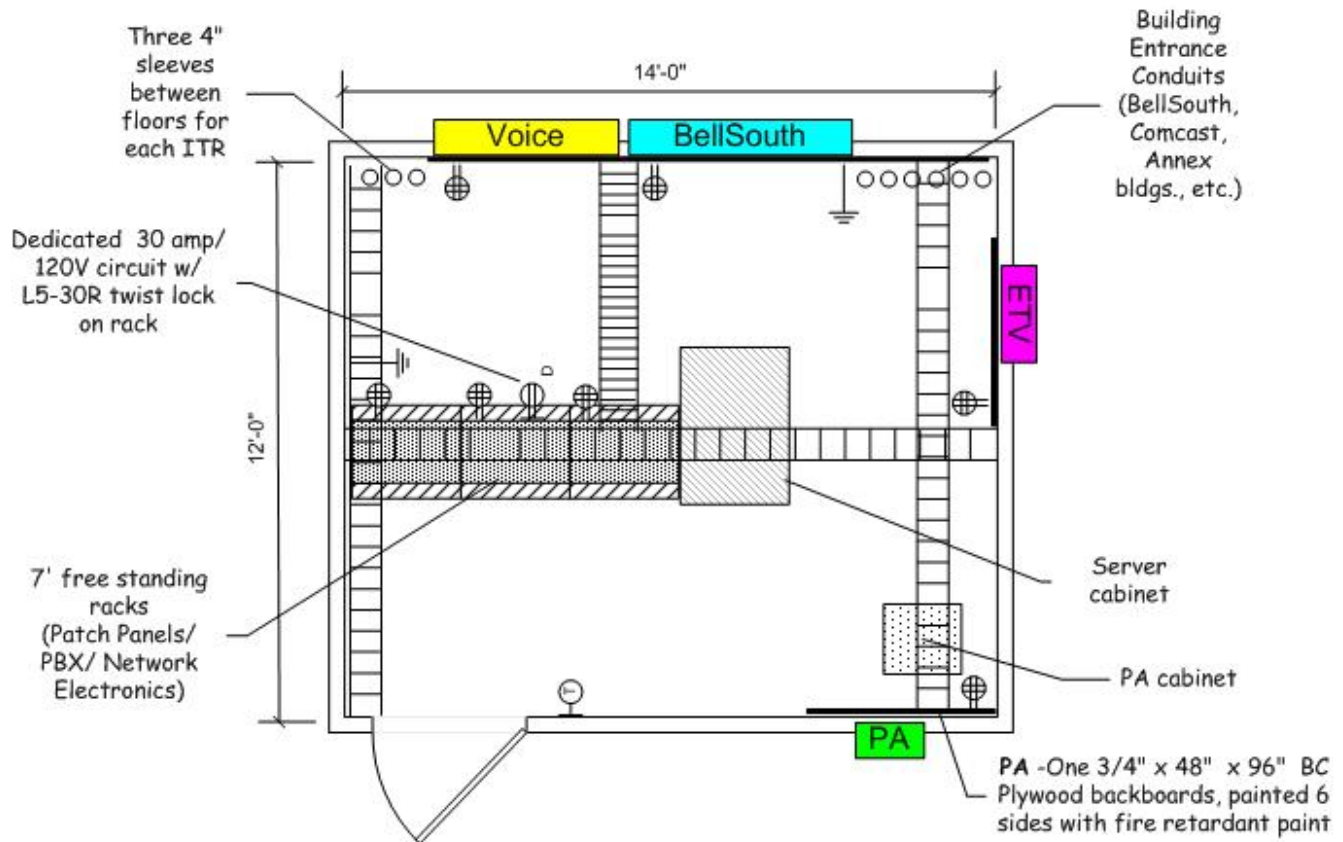 Three 4"
sleeves
between
floors for
each ITR
14'-0"
Building
Entrance
Conduits
(BellSouth,
Comcast,
Annex
bldgs., etc.)
Voice
BellSouth
Dedicated 30 amp/
120V circuit w/
L5-30R twist lock
on rack
ETV
D
12'-0"
7' free standing
racks
(Patch Panels/
PBX/ Network
Electronics)
Server
cabinet
PA cabinet
T
PA
PA -One 3/4" x 48" x 96" BC
Plywood backboards, painted 6
sides with fire retardant paint